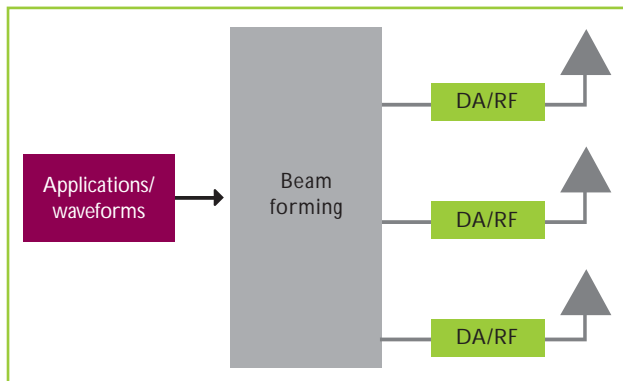 DA/RF
Applications/
waveforms
Beam
forming
DA/RF
DA/RF